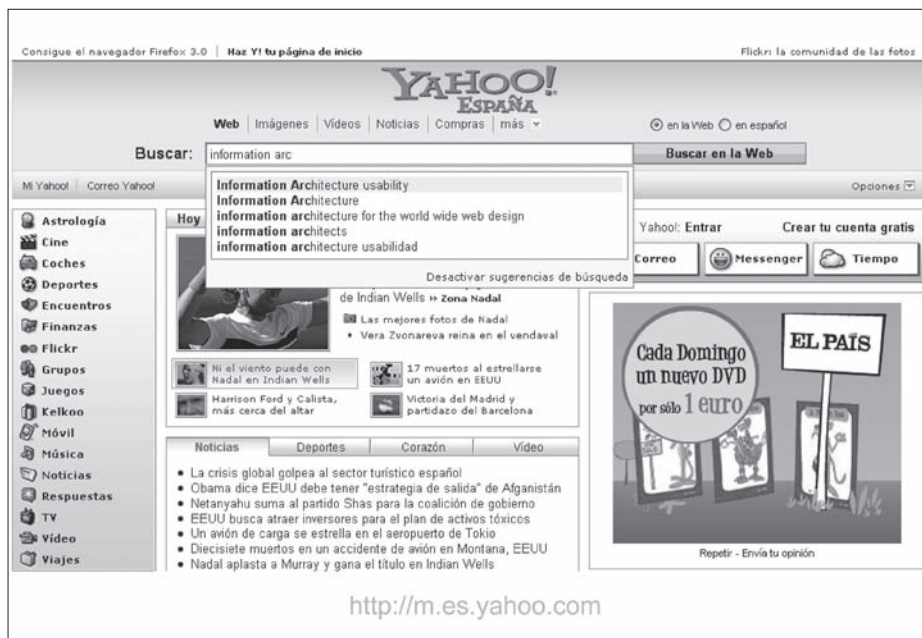 Consigue el navegador Firefox 3.0 | Haz Y! tu página de inicio
Flickr: la comunidad de las fotos
YAHOO!
ESPAÑA
Web | Imágenes | Vídeos | Noticias | Compras | más
en la Web en español
Buscar: information arc Buscar en la Web
Information Architecture usability
Information Architecture
information architecture for the world wide web design
information architects
information architecture usabilidad
Desactivar sugerencias de búsqueda
Mi Yahoo! | Correo Yahoo!
Opciones
Astrología
Cine
Coches
Deportes
Encuentros
Finanzas
Flickr
Grupos
Juegos
Kelkoo
Móvil
Música
Noticias
Respuestas
TV
Vídeo
Viajes
Hoy
de Indian Wells » Zona Nadal
Las mejores fotos de Nadal
• Vera Zvonareva reina en el vendaval
Ni el viento puede con
Nadal en Indian Wells
17 muertos al estrellarse
un avión en EEUU
Harrison Ford y Calista,
más cerca del altar
Victoria del Madrid y
partidazo del Barcelona
Noticias Deportes Corazón Vídeo
• La crisis global golpea al sector turístico español
• Obama dice EEUU debe tener "estrategia de salida" de Afganistán
• Netanyahu suma al partido Shas para la coalición de gobierno
• EEUU busca atraer inversores para el plan de activos tóxicos
• Un avión de carga se estrella en el aeropuerto de Tokio
• Diecisiete muertos en un accidente de avión en Montana, EEUU
• Nadal aplasta a Murray y gana el título en Indian Wells
Yahoo!: Entrar Crear tu cuenta gratis
Correo Messenger Tiempo
Cada Domingo
un nuevo DVD
por sólo 1 euro
EL PAÍS
Repetir - Envía tu opinión
http://m.es.yahoo.com